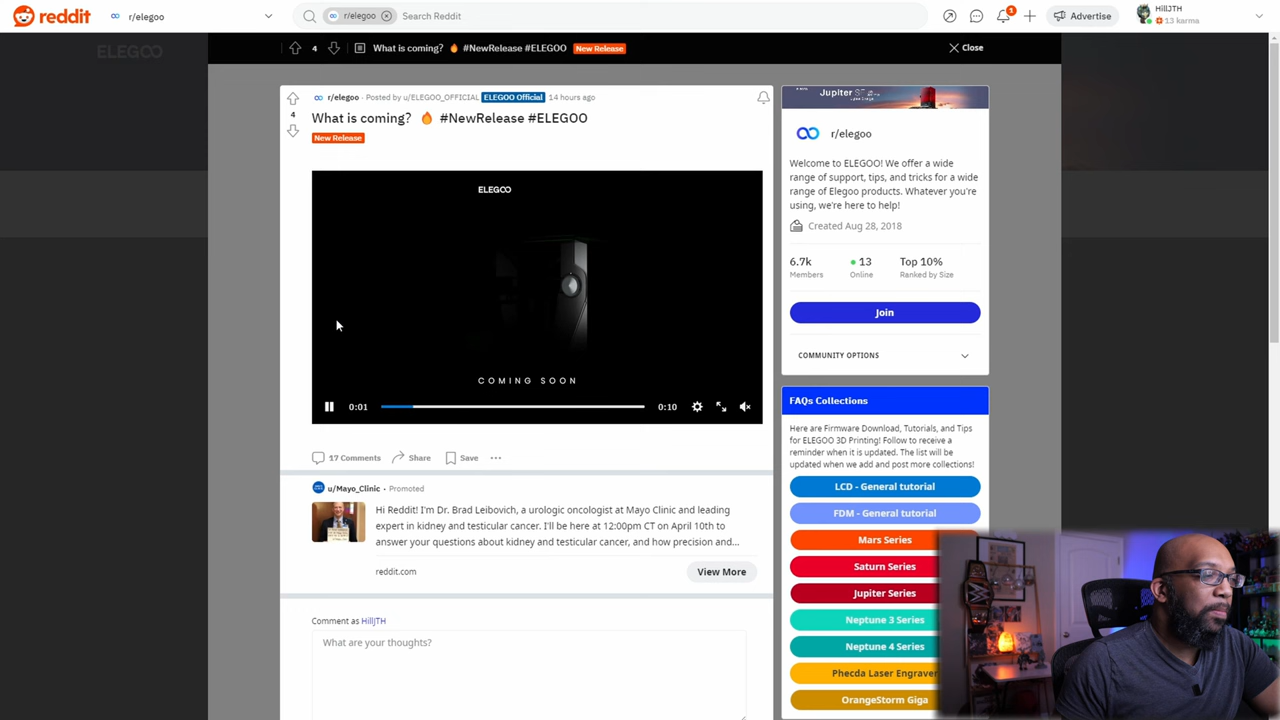 reddit
r/elegoo
r/elegoo
Search Reddit
1
Advertise
HillJTH
13 karma
ELEGOO
4
What is coming? 🔥 #NewRelease #ELEGOO
New Release
Close
r/elegoo · Posted by u/ELEGOO_OFFICIAL ELEGOO Official 14 hours ago
4
What is coming? 🔥 #NewRelease #ELEGOO
New Release
ELEGOO
COMING SOON
0:01
0:10
17 Comments
Share
Save
u/Mayo_Clinic • Promoted
Hi Reddit! I'm Dr. Brad Leibovich, a urologic oncologist at Mayo Clinic and leading
expert in kidney and testicular cancer. I'll be here at 12:00pm CT on April 10th to
answer your questions about kidney and testicular cancer, and how precision and...
reddit.com
View More
Comment as HillJTH
What are your thoughts?
Jupiter
r/elegoo
Welcome to ELEGOO! We offer a wide
range of support, tips, and tricks for a wide
range of Elegoo products. Whatever you're
using, we're here to help!
Created Aug 28, 2018
6.7k
13
Top 10%
Members
Online
Ranked by Size
Join
COMMUNITY OPTIONS
FAQs Collections
Here are Firmware Download, Tutorials, and Tips
for ELEGOO 3D Printing! Follow to receive a
reminder when it is updated. The list will be
updated when we add and post more collections!
LCD - General tutorial
FDM - General tutorial
Mars Series
Saturn Series
Jupiter Series
Neptune 3 Series
Neptune 4 Series
Phecda Laser Engraver
OrangeStorm Giga